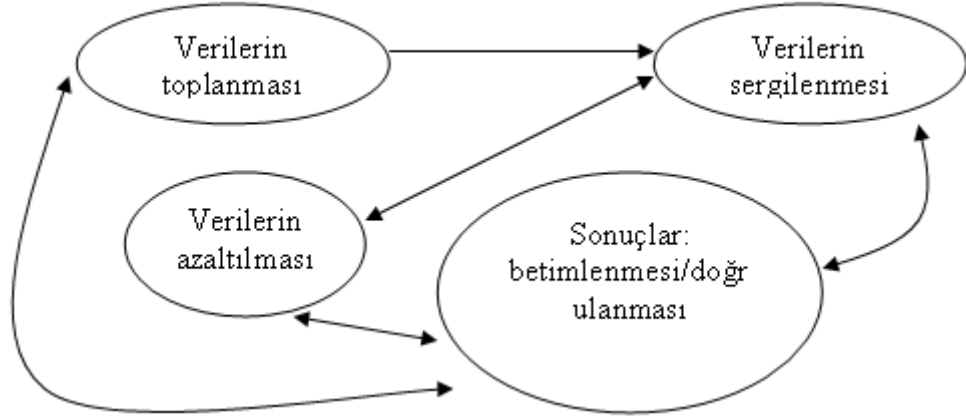 Verilerin
toplanması
Verilerin
sergilenmesi
Verilerin
azaltılması
Sonuçlar:
betimlenmesi/doğr
ulanması